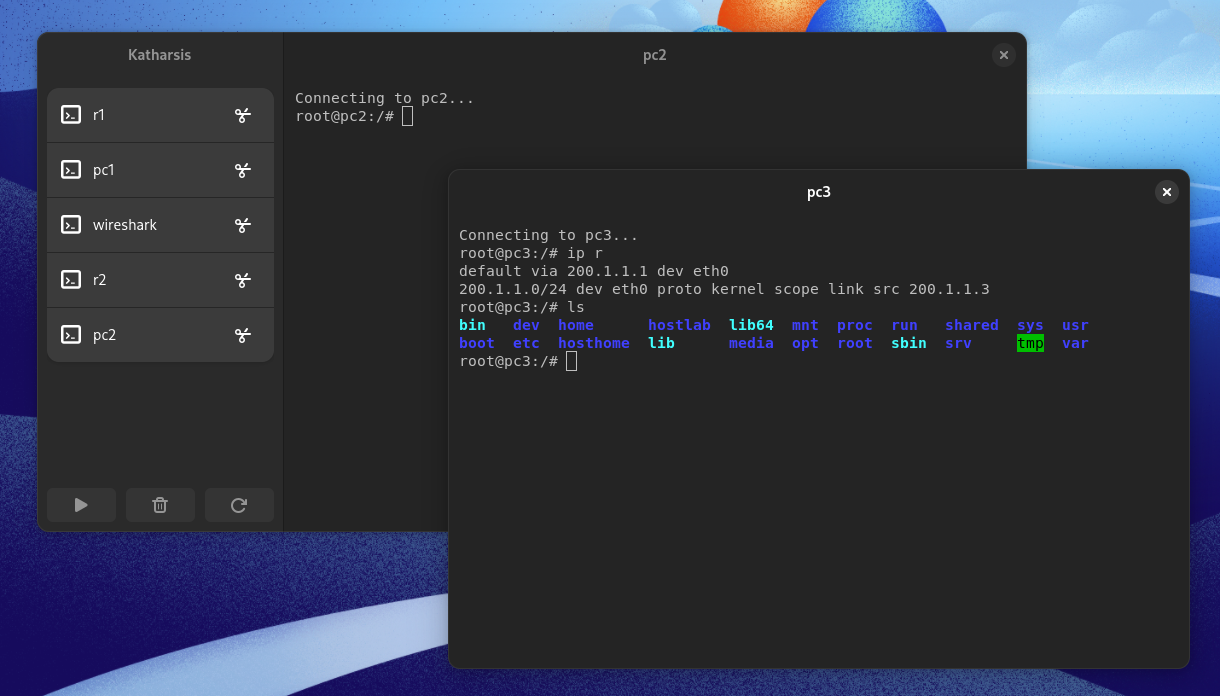 Katharsis
r1
pc1
wireshark
r2
pc2
pc2
Connecting to pc2...
root@pc2:/#
pc3
Connecting to pc3...
root@pc3:/# ip r
default via 200.1.1.1 dev eth0
200.1.1.0/24 dev eth0 proto kernel scope link src 200.1.1.3
root@pc3:/# ls
bin dev home hostlab lib64 mnt proc run shared sys usr
boot etc hosthome lib media opt root sbin srv tmp var
root@pc3:/#